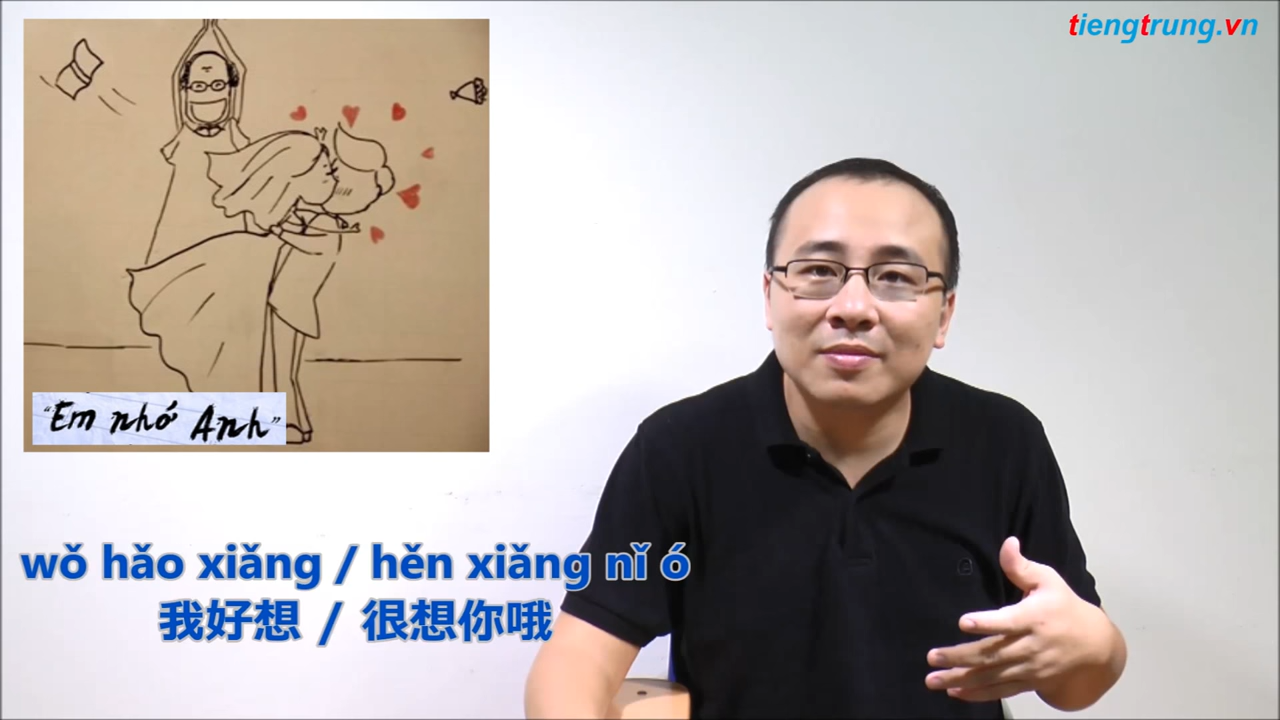 tiengtrung.vn
"Em nhớ Anh"
wǒ hǎo xiǎng / hěn xiǎng nǐ ó
我好想 / 很想你哦